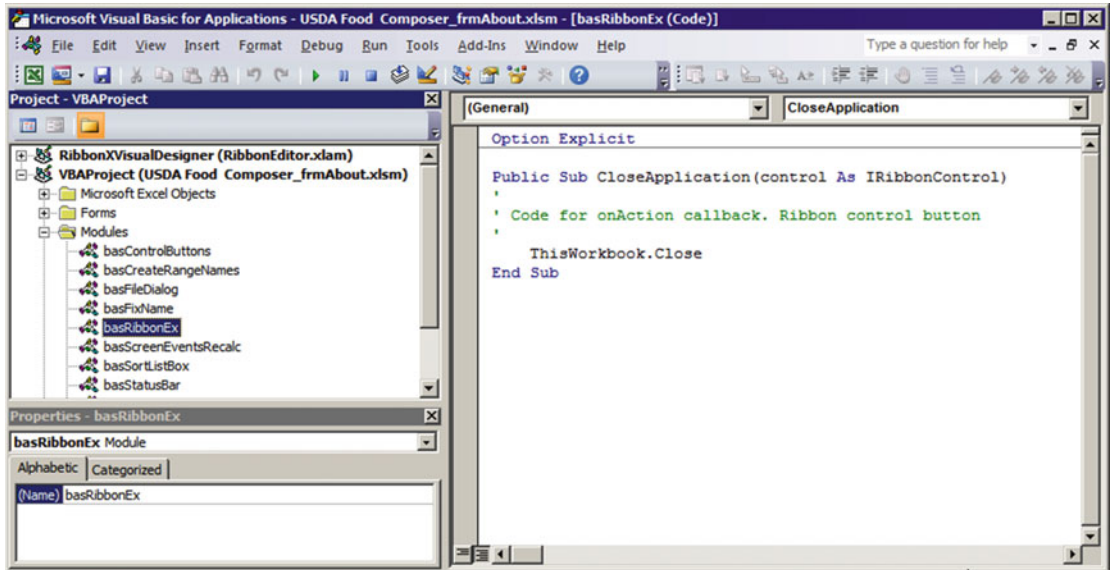 Microsoft Visual Basic for Applications - USDA Food Composer_frmAbout.xlsm - [basRibbonEx (Code)]
File Edit View Insert Format Debug Run Tools Add-Ins Window Help
Type a question for help
Project - VBAProject
RibbonXVisualDesigner (RibbonEditor.xlam)
VBAProject (USDA Food Composer_frmAbout.xlsm)
Microsoft Excel Objects
Forms
Modules
basControlButtons
basCreateRangeNames
basFileDialog
basFixName
basRibbonEx
basScreenEventsRecalc
basSortListBox
basStatusBar
Properties - basRibbonEx
basRibbonEx Module
Alphabetic Categorized
(Name) basRibbonEx
(General) CloseApplication
Option Explicit
Public Sub CloseApplication(control As IRibbonControl)
'
' Code for onAction callback. Ribbon control button
'
ThisWorkbook.Close
End Sub